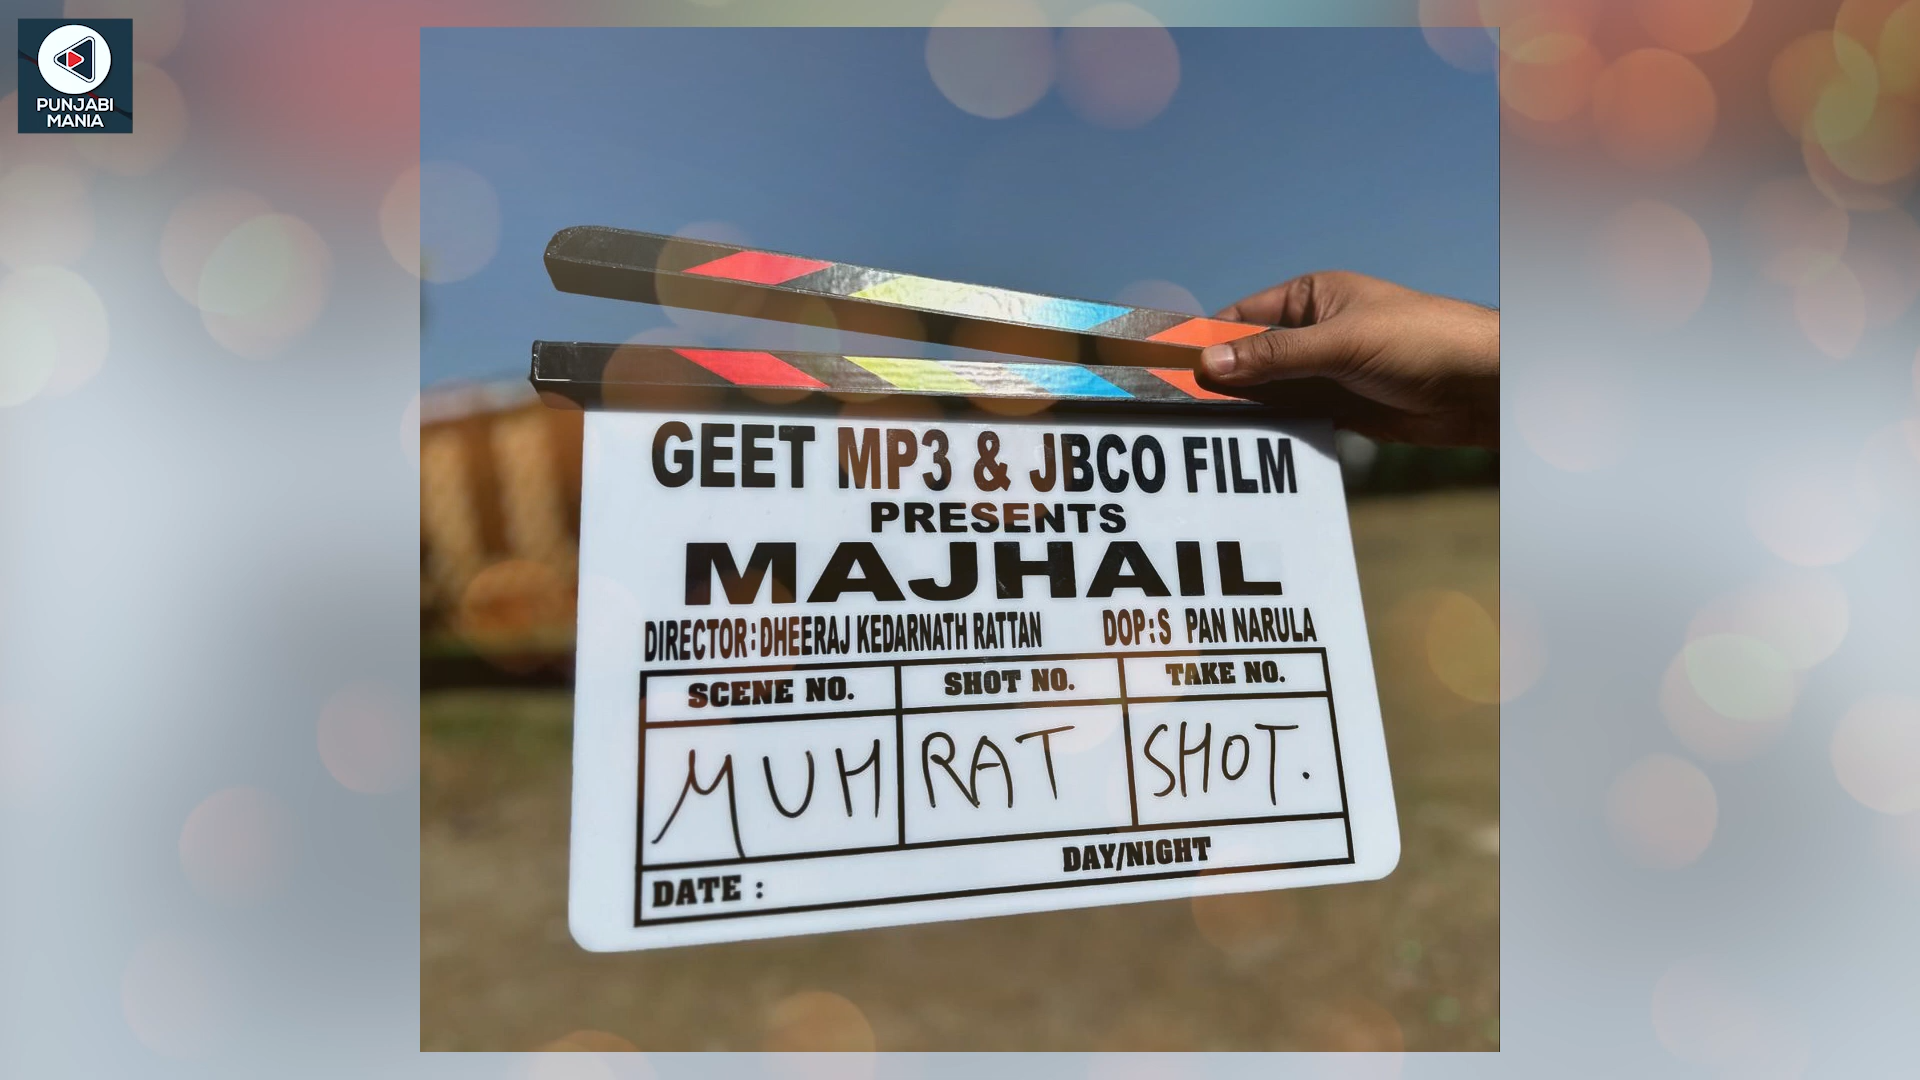 PUNJABI
MANIA
GEET MP3 & JBCO FILM
PRESENTS
MAJHAIL
DIRECTOR:DHEERAJ KEDARNATH RATTAN DOP:S PAN NARULA
SCENE NO. SHOT NO. TAKE NO.
MUH RAT SHOT.
DAY/NIGHT
DATE :